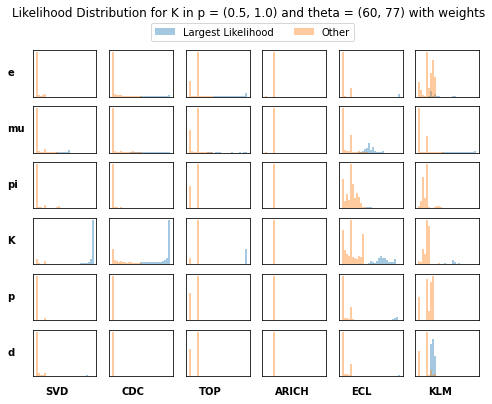 Likelihood Distribution for K in p = (0.5, 1.0) and theta = (60, 77) with weights
Largest Likelihood Other
e
mu
pi
K
p
d
SVD CDC TOP ARICH ECL KLM